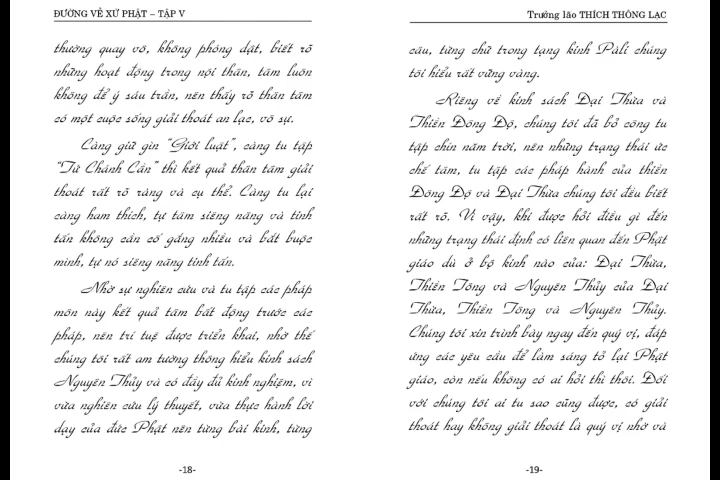 ĐƯỜNG VỀ XỨ PHẬT – TẬP V
thường quay vô, không phóng dật, biết rõ
những hoạt động trong nội thân, tâm luôn
không để ý sáu trần, nên thấy rõ thân tâm
có một cuộc sống giải thoát an lạc, vô sự.
Càng giữ gìn “Giới luật”, càng tu tập
“Tứ Chánh Cần” thì kết quả thân tâm giải
thoát rất rõ ràng và cụ thể. Càng tu lại
càng ham thích, tự tâm siêng năng và tinh
tấn không cần cố gắng nhiều và bắt buộc
mình, tự nó siêng năng tinh tấn.
Nhờ sự nghiên cứu và tu tập các pháp
môn này kết quả tâm bất động trước các
pháp, nên trí tuệ được triển khai, nhờ thế
chúng tôi rất am tường thông hiểu kinh sách
Nguyên Thủy và có đầy đủ kinh nghiệm, vì
vừa nghiên cứu lý thuyết, vừa thực hành lời
dạy của đức Phật nên từng bài kinh, từng
-18-
Trưởng lão THÍCH THÔNG LẠC
câu, từng chữ trong tạng kinh Pàli chúng
tôi hiểu rất vững vàng.
Riêng về kinh sách Đại Thừa và
Thiền Đông Độ, chúng tôi đã bỏ công tu
tập chín năm trời, nên những trạng thái ức
chế tâm, tu tập các pháp hành của thiền
Đông Độ và Đại Thừa chúng tôi đều biết
rất rõ. Vì vậy, khi được hỏi điều gì đến
những trạng thái định có liên quan đến Phật
giáo dù ở bộ kinh nào của: Đại Thừa,
Thiền Tông và Nguyên Thủy của Đại
Thừa, Thiền Tông và Nguyên Thủy.
Chúng tôi xin trình bày ngay đến quý vị, đáp
ứng các yêu cầu để làm sáng tỏ lại Phật
giáo, còn nếu không có ai hỏi thì thôi. Đối
với chúng tôi ai tu sao cũng được, có giải
thoát hay không giải thoát là quý vị nhờ và
-19-